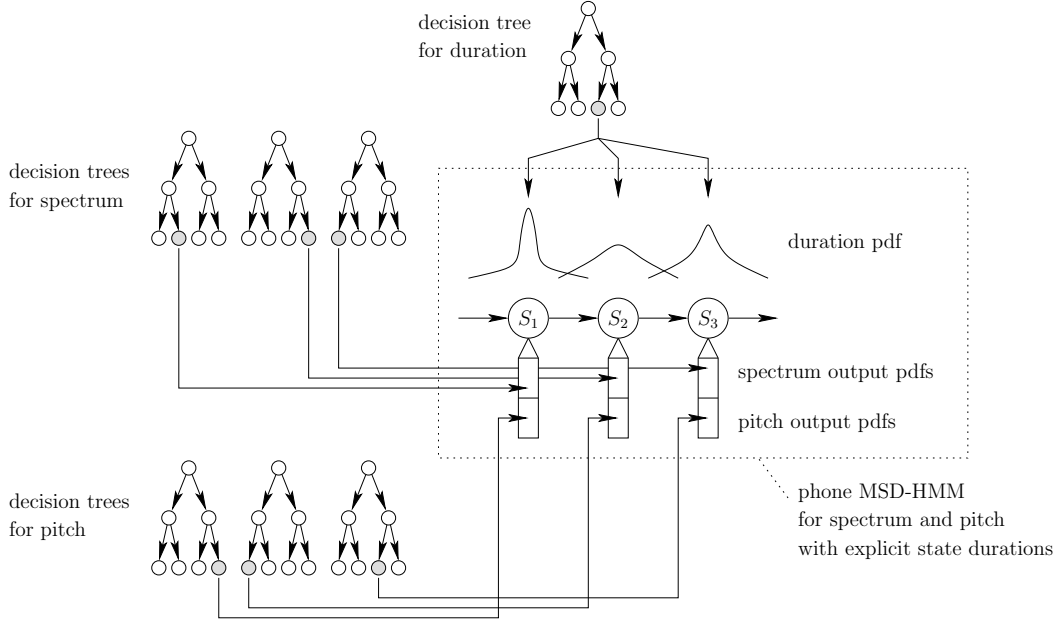 decision tree
for duration
decision trees
for spectrum
duration pdf
S1 S2 S3
spectrum output pdfs
pitch output pdfs
decision trees
for pitch
phone MSD-HMM
for spectrum and pitch
with explicit state durations